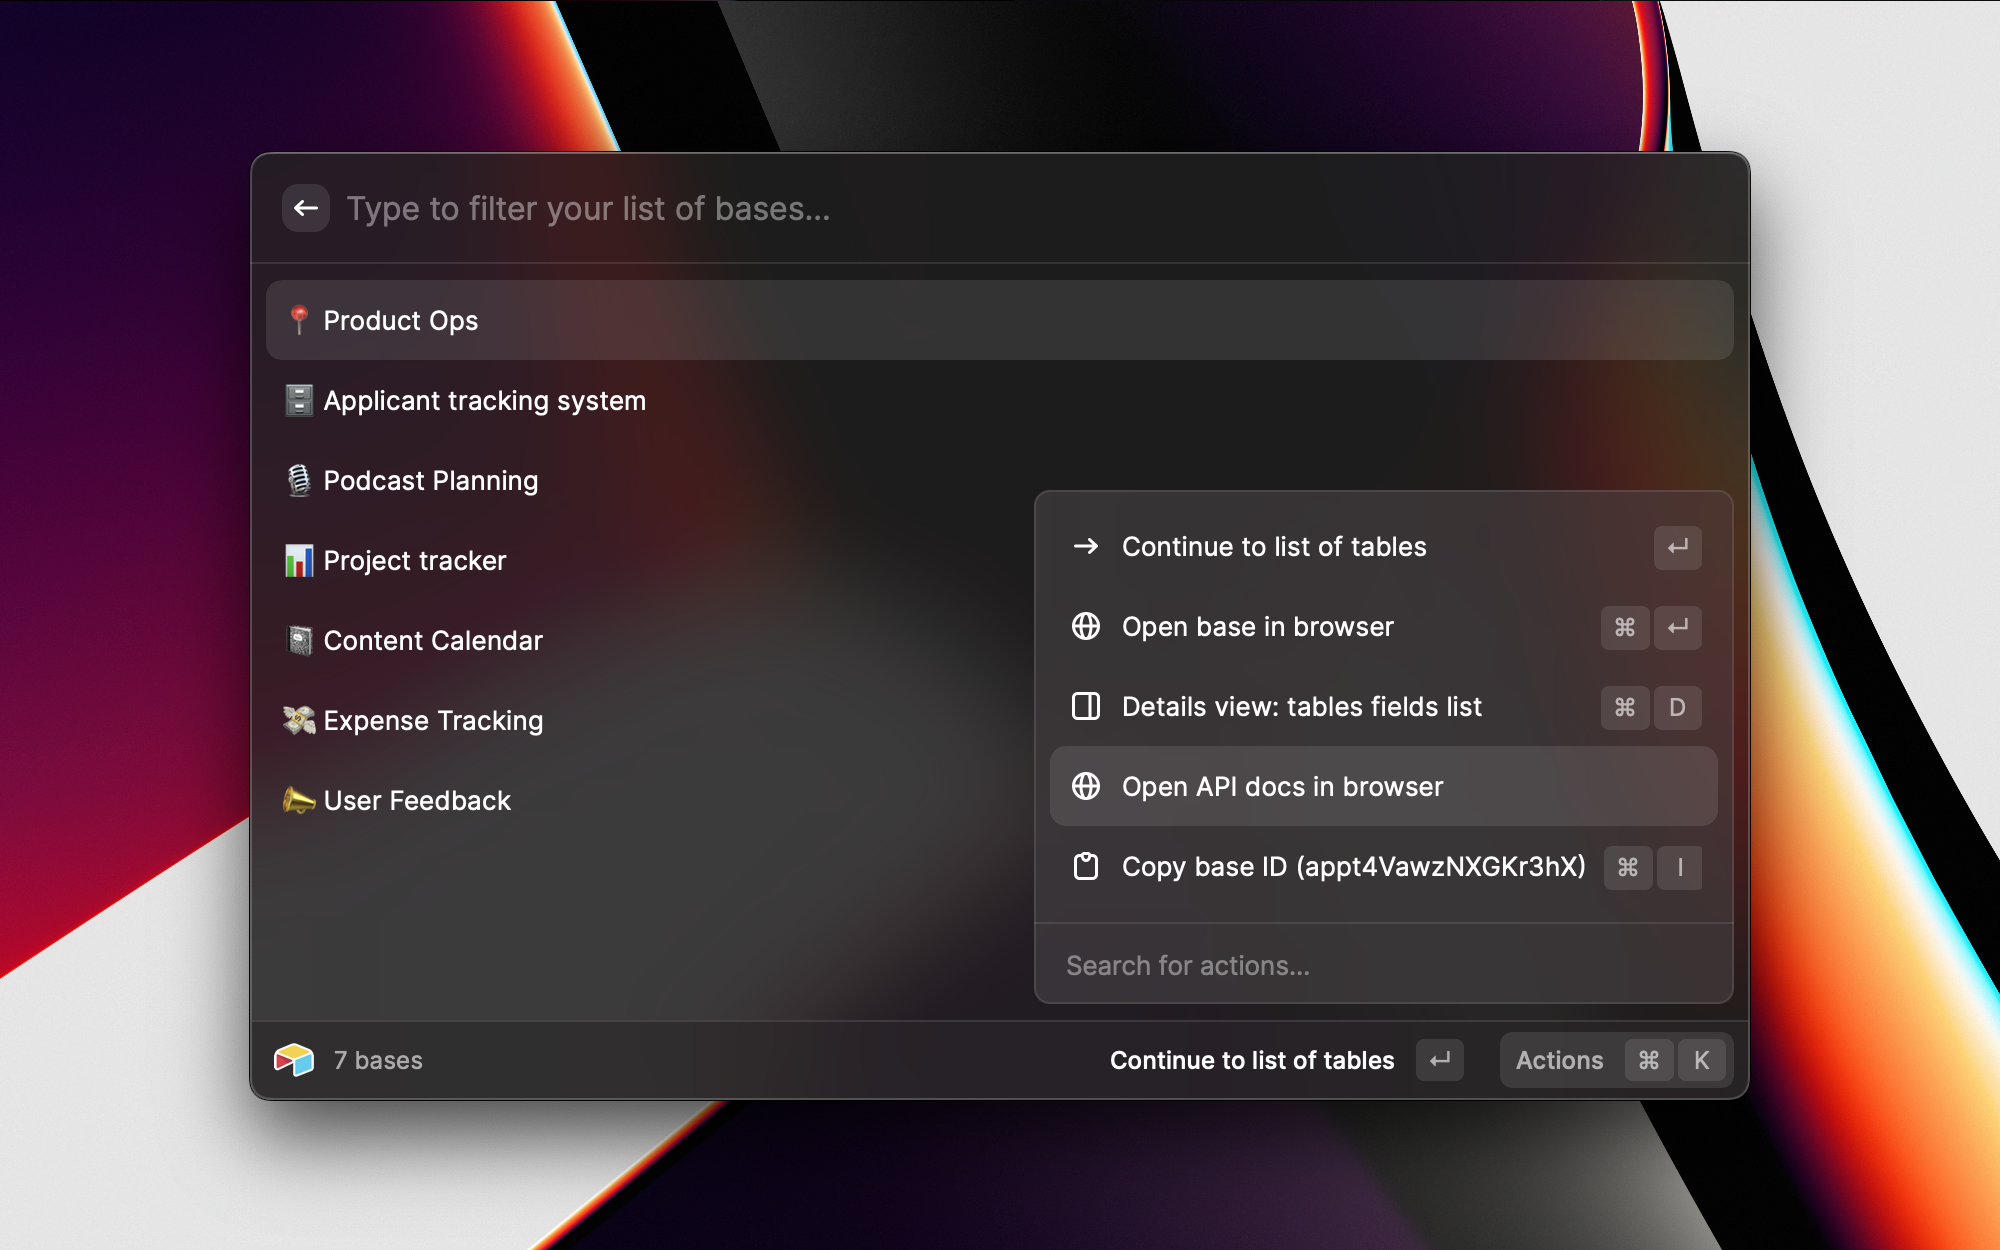 Type to filter your list of bases...
Product Ops
Applicant tracking system
Podcast Planning
Project tracker
Content Calendar
Expense Tracking
User Feedback
Continue to list of tables ↵
Open base in browser ⌘ ↵
Details view: tables fields list ⌘ D
Open API docs in browser
Copy base ID (appt4VawzNXGKr3hX) ⌘ I
Search for actions...
7 bases
Continue to list of tables ↵
Actions ⌘ K